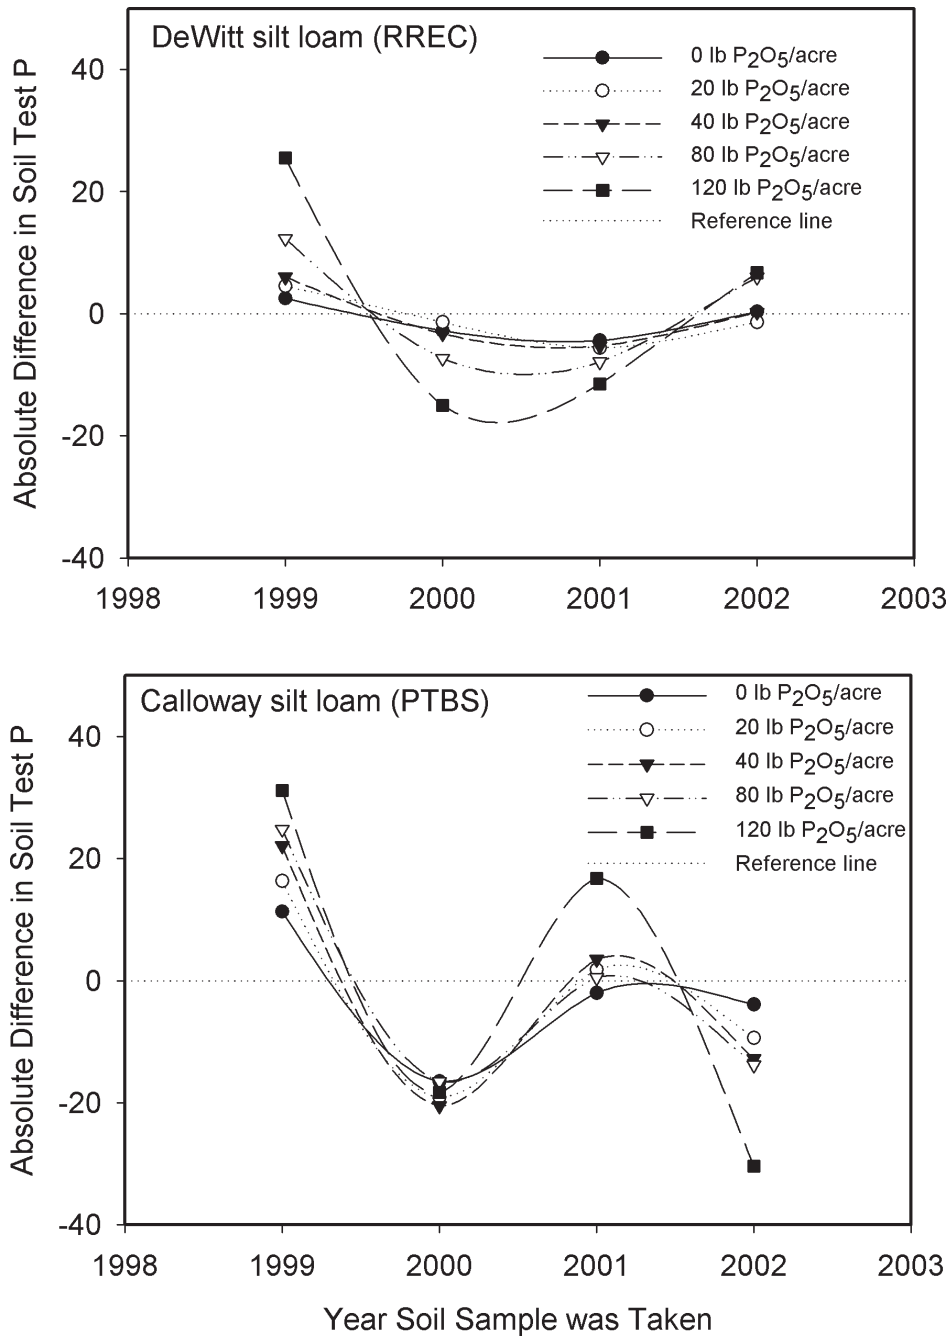 DeWitt silt loam (RREC)
0 lb P2O5/acre
20 lb P2O5/acre
40 lb P2O5/acre
80 lb P2O5/acre
120 lb P2O5/acre
Reference line
Absolute Difference in Soil Test P
40
20
0
-20
-40
1998 1999 2000 2001 2002 2003
Calloway silt loam (PTBS)
0 lb P2O5/acre
20 lb P2O5/acre
40 lb P2O5/acre
80 lb P2O5/acre
120 lb P2O5/acre
Reference line
Absolute Difference in Soil Test P
40
20
0
-20
-40
1998 1999 2000 2001 2002 2003
Year Soil Sample was Taken